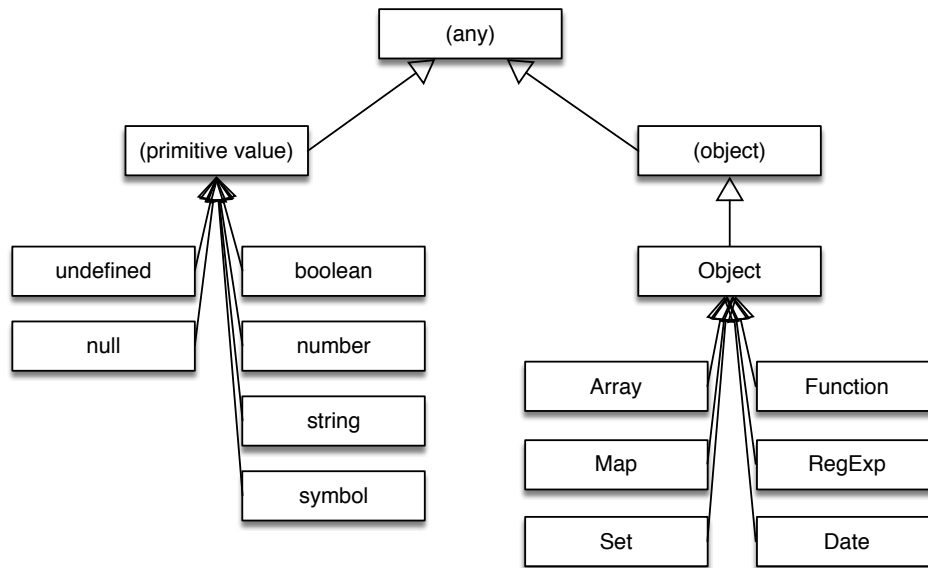 (any)
(primitive value)
(object)
undefined
boolean
Object
null
number
Array
Function
string
Map
RegExp
symbol
Set
Date